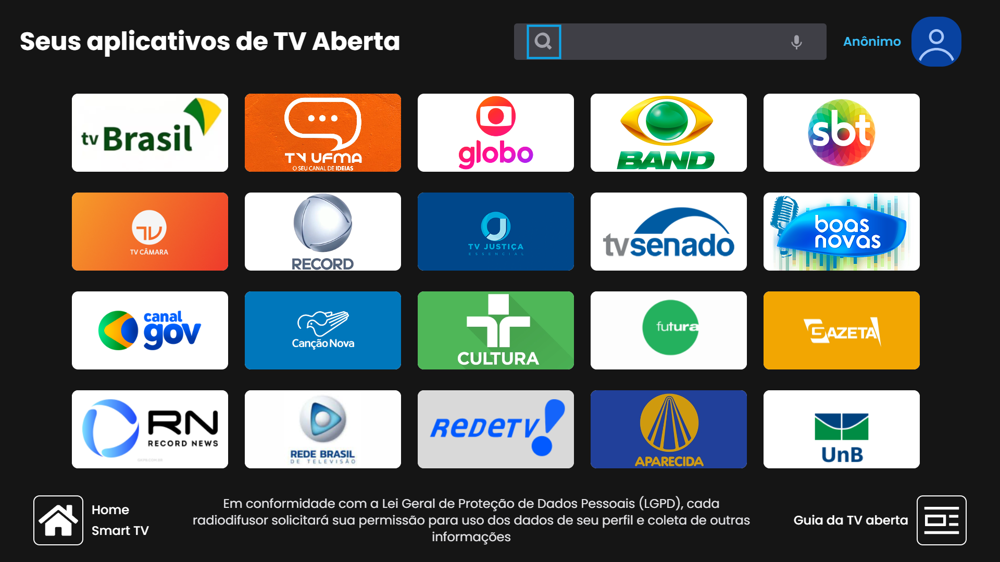 Seus aplicativos de TV Aberta
Anônimo
tv Brasil
TV UFMA
O SEU CANAL DE IDEIAS
globo
BAND
sbt
TV
TV CÂMARA
RECORD
TV JUSTIÇA
ESSENCIAL
tvsenado
boas
novas
canal
gov
Canção Nova
CULTURA
futura
GAZETA
RN
RECORD NEWS
GKPB.COM.BR
REDE BRASIL
DE TELEVISÃO
REDETV!
APARECIDA
UnB
Home
Smart TV
Em conformidade com a Lei Geral de Proteção de Dados Pessoais (LGPD), cada
radiodifusor solicitará sua permissão para uso dos dados de seu perfil e coleta de outras
informações
Guia da TV aberta